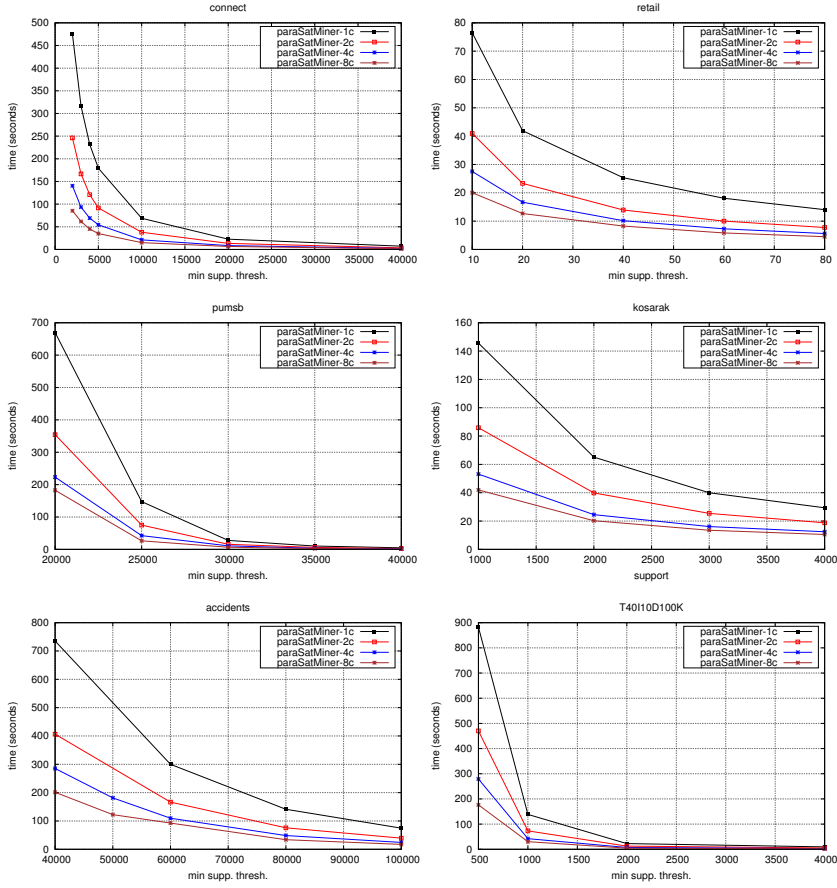 connect
time (seconds)
500
450
400
350
300
250
200
150
100
50
0
0 5000 10000 15000 20000 25000 30000 35000 40000
min supp. thresh.
paraSatMiner-1c
paraSatMiner-2c
paraSatMiner-4c
paraSatMiner-8c
retail
time (seconds)
80
70
60
50
40
30
20
10
0
10 20 30 40 50 60 70 80
min supp. thresh.
paraSatMiner-1c
paraSatMiner-2c
paraSatMiner-4c
paraSatMiner-8c
pumsb
time (seconds)
700
600
500
400
300
200
100
0
20000 25000 30000 35000 40000
min supp. thresh.
paraSatMiner-1c
paraSatMiner-2c
paraSatMiner-4c
paraSatMiner-8c
kosarak
time (seconds)
160
140
120
100
80
60
40
20
0
1000 1500 2000 2500 3000 3500 4000
support
paraSatMiner-1c
paraSatMiner-2c
paraSatMiner-4c
paraSatMiner-8c
accidents
time (seconds)
800
700
600
500
400
300
200
100
0
40000 50000 60000 70000 80000 90000 100000
min supp. thresh.
paraSatMiner-1c
paraSatMiner-2c
paraSatMiner-4c
paraSatMiner-8c
T40I10D100K
time (seconds)
900
800
700
600
500
400
300
200
100
0
500 1000 1500 2000 2500 3000 3500 4000
min supp. thresh.
paraSatMiner-1c
paraSatMiner-2c
paraSatMiner-4c
paraSatMiner-8c